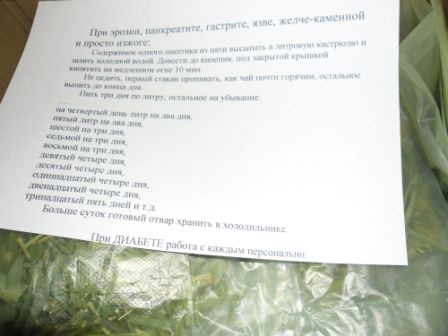 При эрозии, панкреатите, гастрите, язве, желче-каменной
и просто изжоге:
Содержимое одного пакетика из пяти высыпать в литровую кастрюлю и
залить холодной водой. Довести до кипения, под закрытой крышкой
кипятить на медленном огне 10 мин.
Не цедить, первый стакан пропивать, как чай почти горячим, остальное
выпить до конца дня.
Пить три дня по литру, остальное на убывание:
....
на четвертый день литр на два дня,
пятый литр на два дня,
шестой на три дня,
седьмой на три дня,
восьмой на три дня,
девятый четыре дня,
десятый четыре дня,
одиннадцатый четыре дня,
двенадцатый четыре дня,
тринадцатый пять дней и т.д.
Больше суток готовый отвар хранить в холодильнике.
При ДИАБЕТЕ работа с каждым персонально.